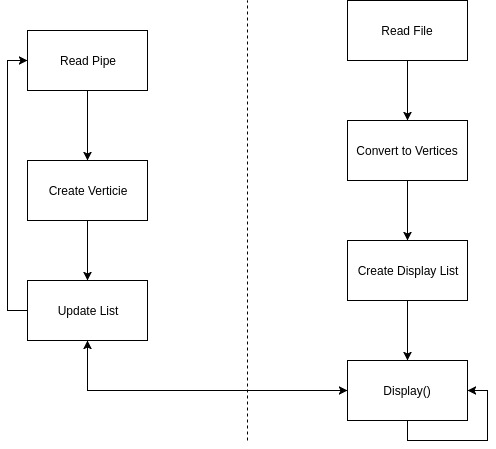 Read File
Read Pipe
Convert to Vertices
Create Verticie
Create Display List
Update List
Display()